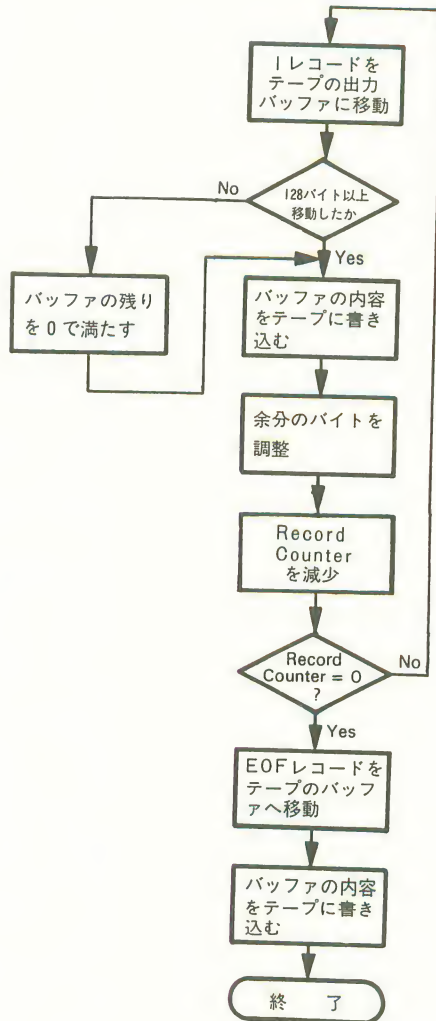 1レコードを
テープの出力
バッファに移動
No
128バイト以上
移動したか
Yes
バッファの残り
を0で満たす
バッファの内容
をテープに書き
込む
余分のバイトを
調整
Record
Counter
を減少
Record
Counter = 0
?
No
Yes
EOFレコードを
テープのバッフ
ァへ移動
バッファの内容
をテープに書き
込む
終 了